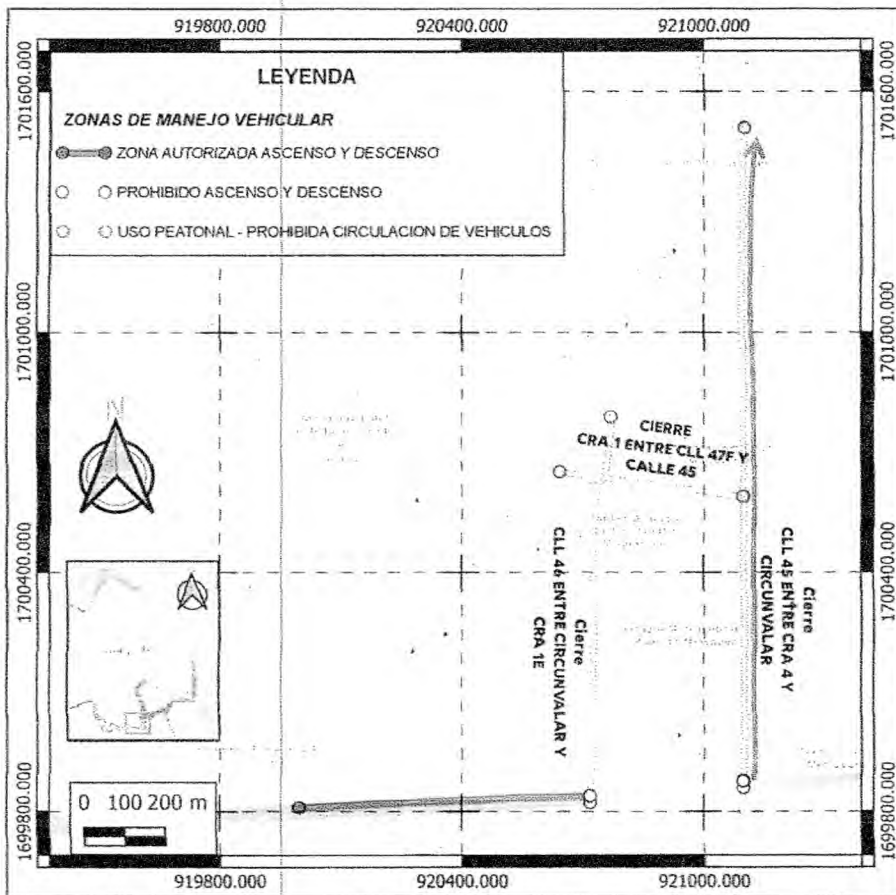 919800.000 920400.000 921000.000
LEYENDA
ZONAS DE MANEJO VEHICULAR
ZONA AUTORIZADA ASCENSO Y DESCENSO
PROHIBIDO ASCENSO Y DESCENSO
USO PEATONAL - PROHIBIDA CIRCULACION DE VEHICULOS
1701600.000
1701600.000
1701000.000
1701000.000
N
CIERRE
CRA 1 ENTRE CLL 47F Y
CALLE 45
1700400.000
1700400.000
Cierre
CLL 46 ENTRE CIRCUNVALAR Y
CRA 1E
Cierre
CLL 45 ENTRE CRA 4 Y
CIRCUNVALAR
0 100 200 m
1699800.000
1699800.000
919800.000 920400.000 921000.000